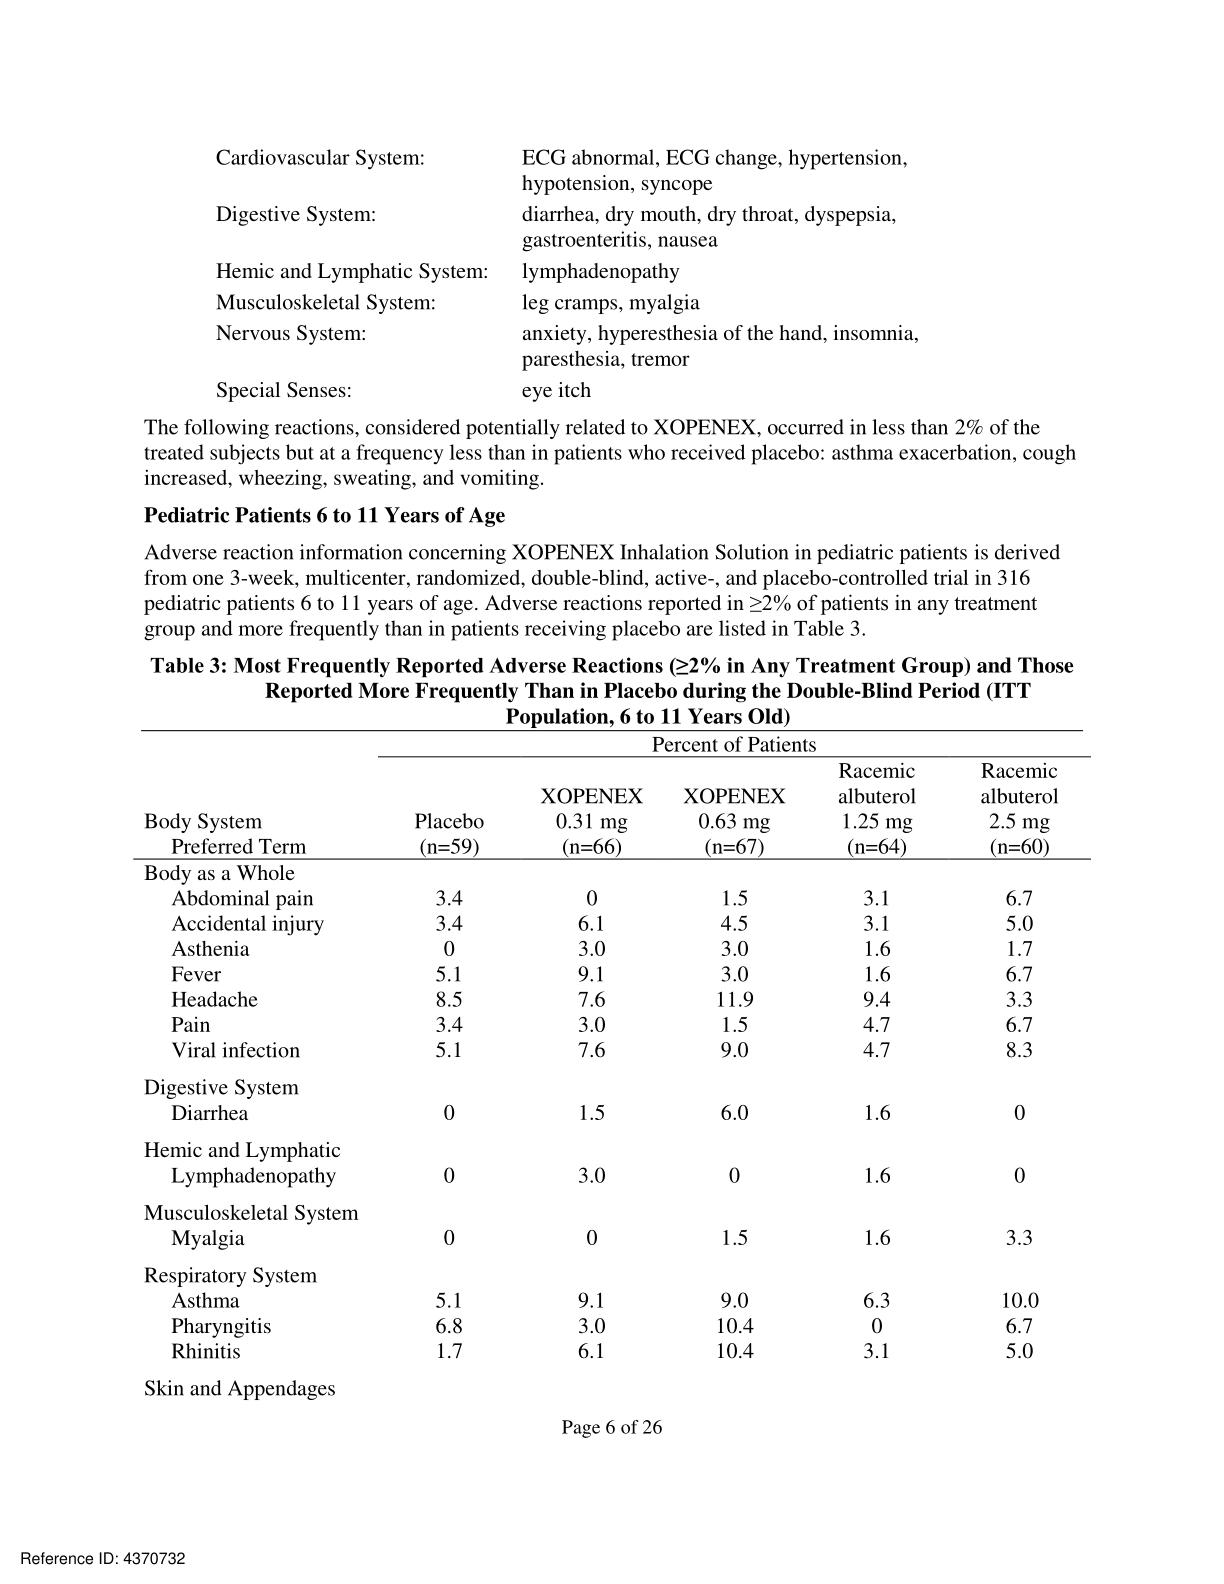 Cardiovascular System: ECG abnormal, ECG change, hypertension,
hypotension, syncope
Digestive System: diarrhea, dry mouth, dry throat, dyspepsia,
gastroenteritis, nausea
Hemic and Lymphatic System: lymphadenopathy
Musculoskeletal System: leg cramps, myalgia
Nervous System: anxiety, hyperesthesia of the hand, insomnia,
paresthesia, tremor
Special Senses: eye itch
The following reactions, considered potentially related to XOPENEX, occurred in less than 2% of the
treated subjects but at a frequency less than in patients who received placebo: asthma exacerbation, cough
increased, wheezing, sweating, and vomiting.
Pediatric Patients 6 to 11 Years of Age
Adverse reaction information concerning XOPENEX Inhalation Solution in pediatric patients is derived
from one 3-week, multicenter, randomized, double-blind, active-, and placebo-controlled trial in 316
pediatric patients 6 to 11 years of age. Adverse reactions reported in ≥2% of patients in any treatment
group and more frequently than in patients receiving placebo are listed in Table 3.
Table 3: Most Frequently Reported Adverse Reactions (≥2% in Any Treatment Group) and Those
Reported More Frequently Than in Placebo during the Double-Blind Period (ITT
Population, 6 to 11 Years Old)
Percent of Patients
Racemic Racemic
XOPENEX XOPENEX albuterol albuterol
Body System Placebo 0.31 mg 0.63 mg 1.25 mg 2.5 mg
Preferred Term (n=59) (n=66) (n=67) (n=64) (n=60)
Body as a Whole
Abdominal pain 3.4 0 1.5 3.1 6.7
Accidental injury 3.4 6.1 4.5 3.1 5.0
Asthenia 0 3.0 3.0 1.6 1.7
Fever 5.1 9.1 3.0 1.6 6.7
Headache 8.5 7.6 11.9 9.4 3.3
Pain 3.4 3.0 1.5 4.7 6.7
Viral infection 5.1 7.6 9.0 4.7 8.3
Digestive System
Diarrhea 0 1.5 6.0 1.6 0
Hemic and Lymphatic
Lymphadenopathy 0 3.0 0 1.6 0
Musculoskeletal System
Myalgia 0 0 1.5 1.6 3.3
Respiratory System
Asthma 5.1 9.1 9.0 6.3 10.0
Pharyngitis 6.8 3.0 10.4 0 6.7
Rhinitis 1.7 6.1 10.4 3.1 5.0
Skin and Appendages
Page 6 of 26
Reference ID: 4370732